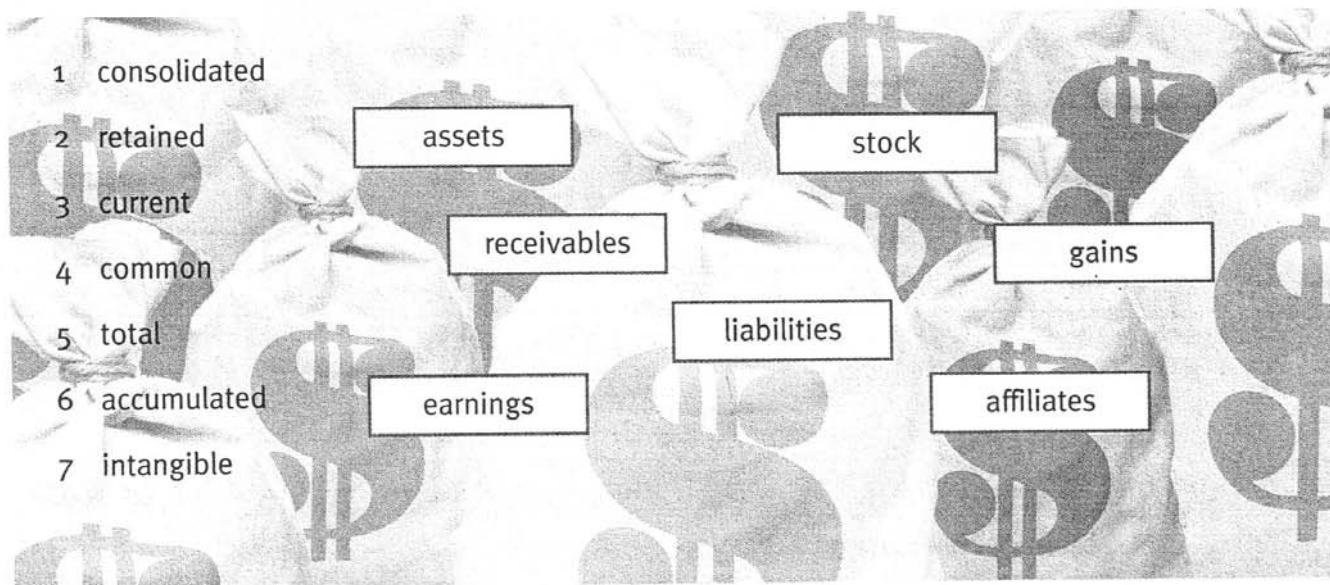 1 consolidated
2 retained
3 current
4 common
5 total
6 accumulated
7 intangible
assets
stock
receivables
gains
liabilities
earnings
affiliates